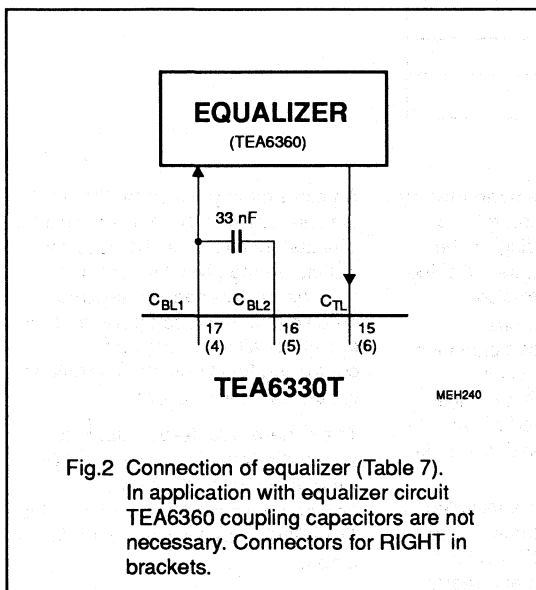 EQUALIZER
(TEA6360)
33 nF
CBL1 CBL2 CTL
17 16 15
(4) (5) (6)
TEA6330T
MEH240
Fig.2 Connection of equalizer (Table 7).
In application with equalizer circuit
TEA6360 coupling capacitors are not
necessary. Connectors for RIGHT in
brackets.